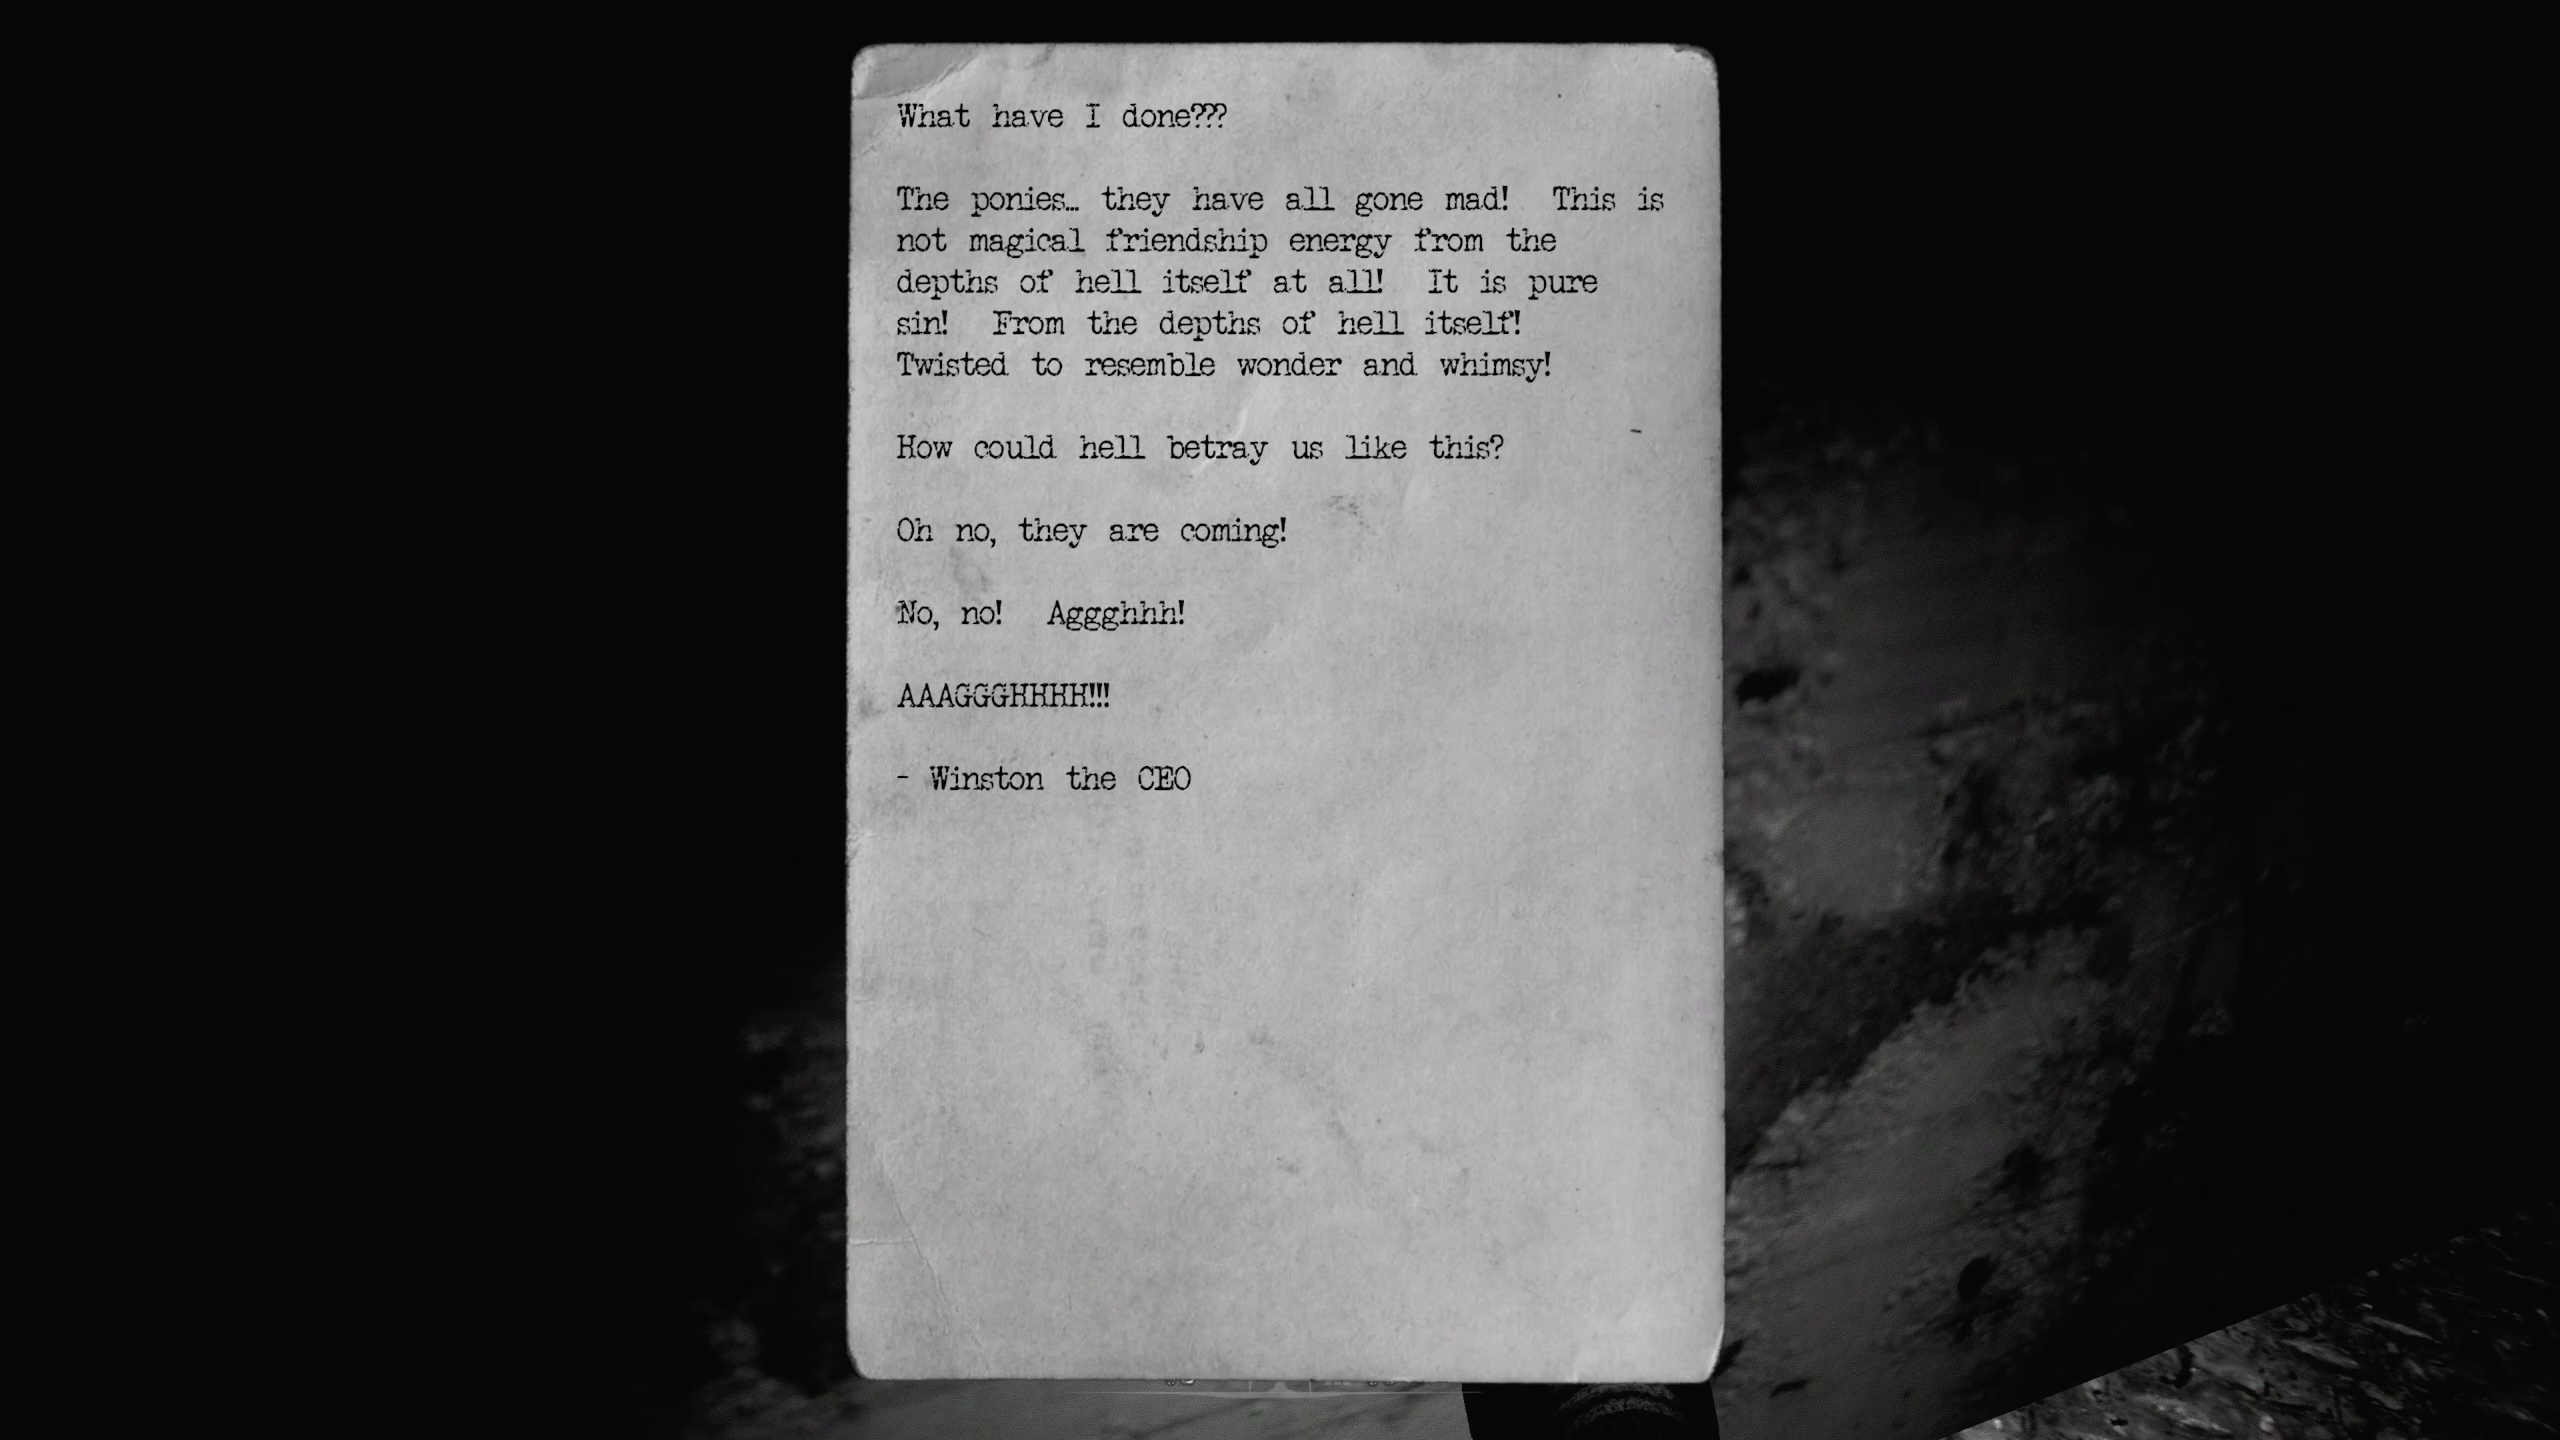 What have I done???
The ponies… they have all gone mad!  This is
not magical friendship energy from the
depths of hell itself at all!  It is pure
sin!  From the depths of hell itself!
Twisted to resemble wonder and whimsy!
How could hell betray us like this?
Oh no, they are coming!
No, no!  Aggghhh!
AAAGGGHHHH!!!
- Winston the CEO